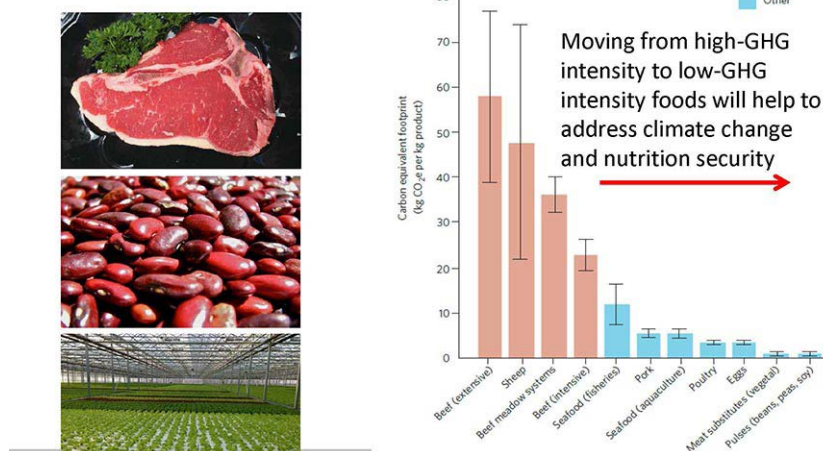 Other
Moving from high-GHG
intensity to low-GHG
intensity foods will help to
address climate change
and nutrition security
Carbon equivalent footprint
(kg CO₂e per kg product)
70
60
50
40
30
20
10
0
Beef (extensive)
Sheep
Beef meadow systems
Beef (intensive)
Seafood (fisheries)
Pork
Seafood (aquaculture)
Poultry
Eggs
Meat substitutes (vegetal)
Pulses (beans, peas, soy)